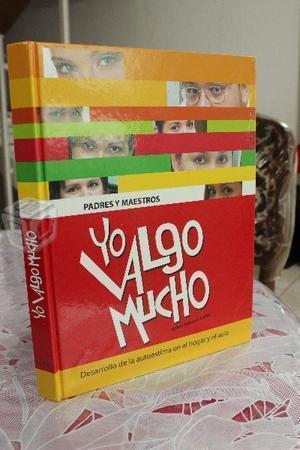 PADRES Y MAESTROS
Yo
VALgo
MUCHO
Desarrollo de la autoestima en el hogar y el aula
Yo VALgo MUCHO